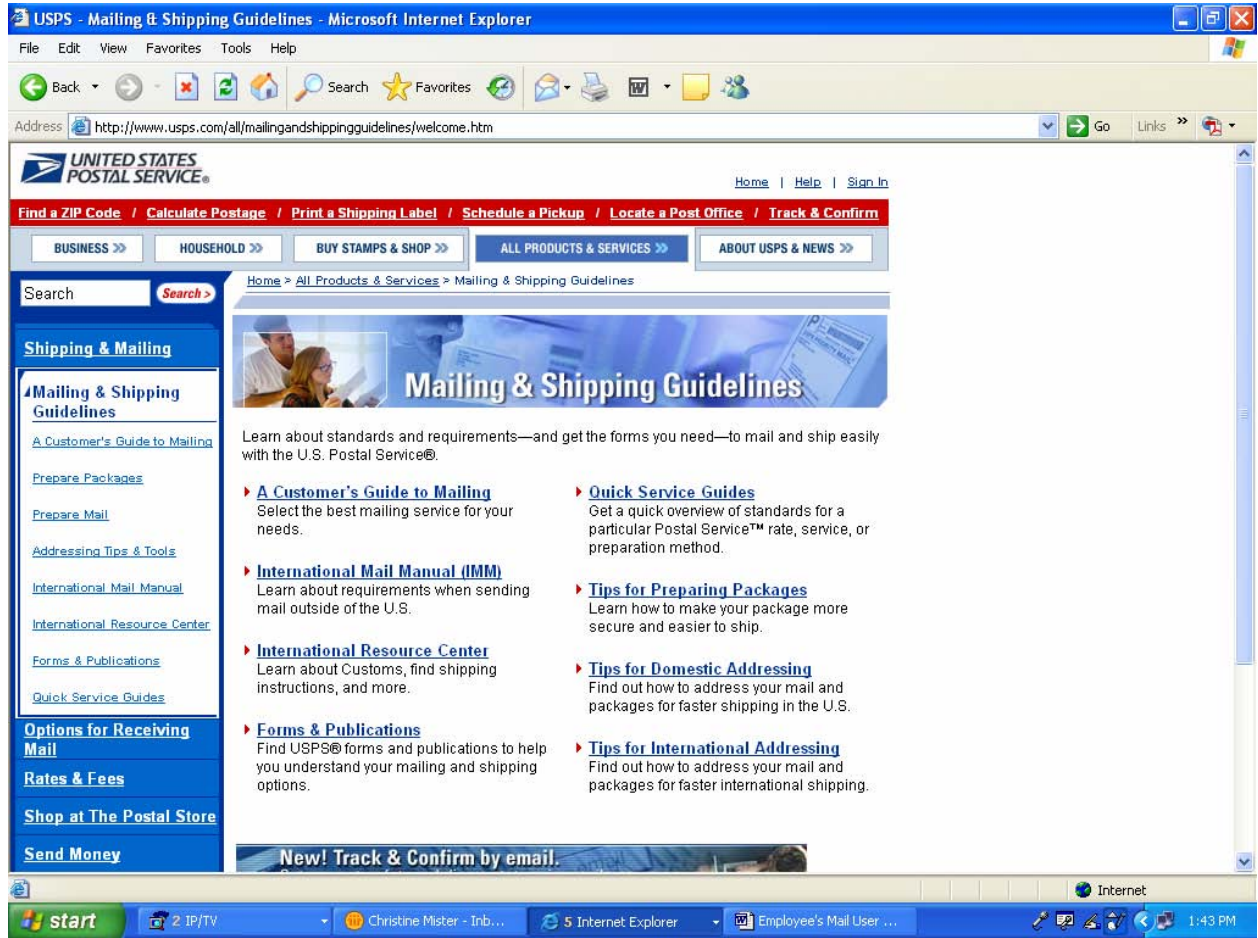 USPS - Mailing & Shipping Guidelines - Microsoft Internet Explorer
File Edit View Favorites Tools Help
Back Search Favorites
Address http://www.usps.com/all/mailingandshippingguidelines/welcome.htm Go Links »
UNITED STATES
POSTAL SERVICE®
Home | Help | Sign In
Find a ZIP Code / Calculate Postage / Print a Shipping Label / Schedule a Pickup / Locate a Post Office / Track & Confirm
BUSINESS >> HOUSEHOLD >> BUY STAMPS & SHOP >> ALL PRODUCTS & SERVICES >> ABOUT USPS & NEWS >>
Search Search >
Home > All Products & Services > Mailing & Shipping Guidelines
Shipping & Mailing
Mailing & Shipping
Guidelines
A Customer's Guide to Mailing
Prepare Packages
Prepare Mail
Addressing Tips & Tools
International Mail Manual
International Resource Center
Forms & Publications
Quick Service Guides
Options for Receiving
Mail
Rates & Fees
Shop at The Postal Store
Send Money
Mailing & Shipping Guidelines
Learn about standards and requirements—and get the forms you need—to mail and ship easily
with the U.S. Postal Service®.
A Customer's Guide to Mailing
Select the best mailing service for your
needs.
International Mail Manual (IMM)
Learn about requirements when sending
mail outside of the U.S.
International Resource Center
Learn about Customs, find shipping
instructions, and more.
Forms & Publications
Find USPS® forms and publications to help
you understand your mailing and shipping
options.
Quick Service Guides
Get a quick overview of standards for a
particular Postal Service™ rate, service, or
preparation method.
Tips for Preparing Packages
Learn how to make your package more
secure and easier to ship.
Tips for Domestic Addressing
Find out how to address your mail and
packages for faster shipping in the U.S.
Tips for International Addressing
Find out how to address your mail and
packages for faster international shipping.
New! Track & Confirm by email.
Internet
start 2 IP/TV Christine Mister - Inb... 5 Internet Explorer Employee's Mail User ... 1:43 PM